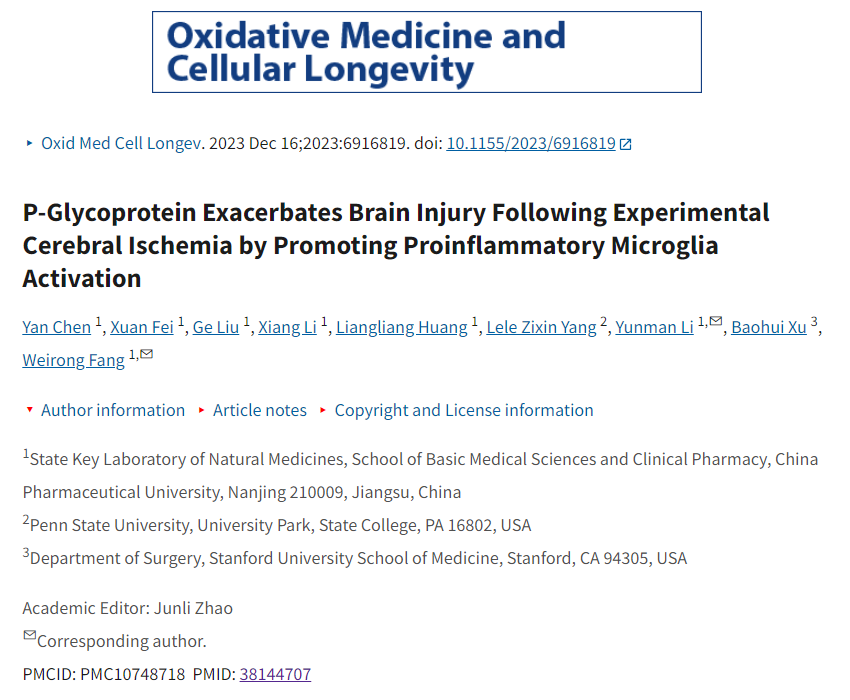 Oxidative Medicine and
Cellular Longevity
Oxid Med Cell Longev. 2023 Dec 16;2023:6916819. doi: 10.1155/2023/6916819
P-Glycoprotein Exacerbates Brain Injury Following Experimental
Cerebral Ischemia by Promoting Proinflammatory Microglia
Activation
Yan Chen 1, Xuan Fei 1, Ge Liu 1, Xiang Li 1, Liangliang Huang 1, Lele Zixin Yang 2, Yunman Li 1,✉, Baohui Xu 3,
Weirong Fang 1,✉
Author information Article notes Copyright and License information
1State Key Laboratory of Natural Medicines, School of Basic Medical Sciences and Clinical Pharmacy, China
Pharmaceutical University, Nanjing 210009, Jiangsu, China
2Penn State University, University Park, State College, PA 16802, USA
3Department of Surgery, Stanford University School of Medicine, Stanford, CA 94305, USA
Academic Editor: Junli Zhao
✉Corresponding author.
PMCID: PMC10748718 PMID: 38144707